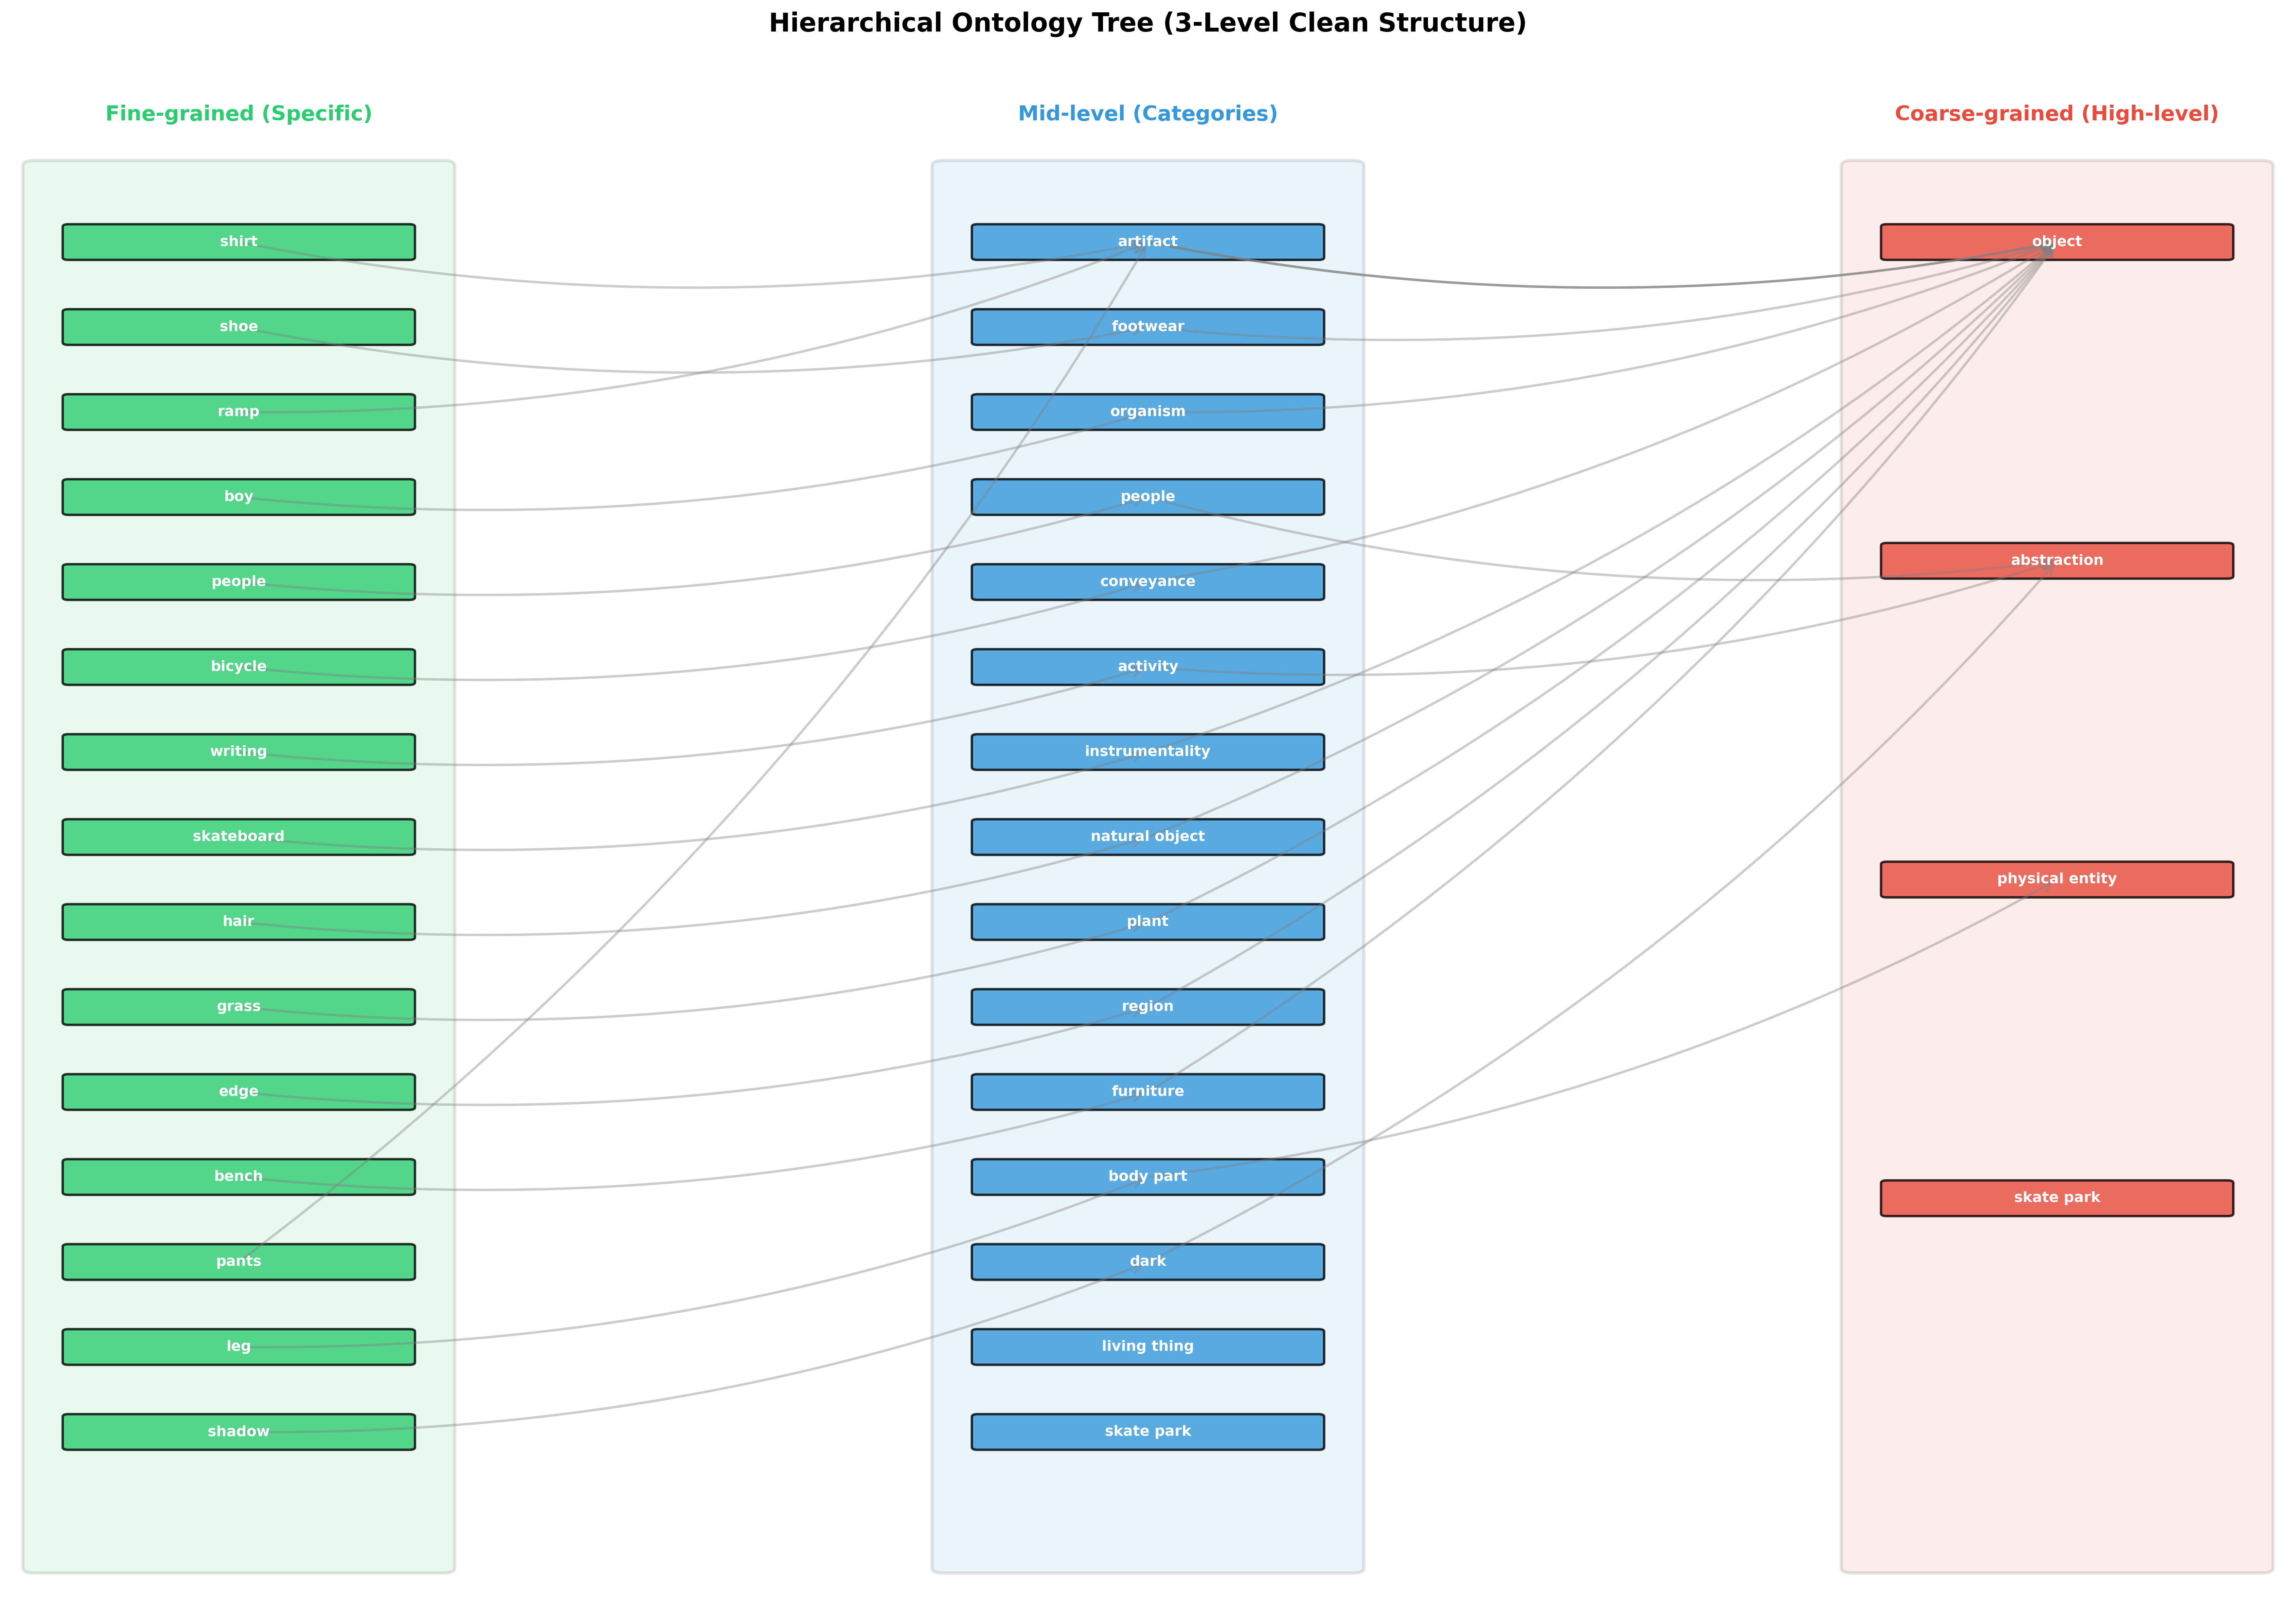 Hierarchical Ontology Tree (3-Level Clean Structure)
Fine-grained (Specific)
Mid-level (Categories)
Coarse-grained (High-level)
shirt
shoe
ramp
boy
people
bicycle
writing
skateboard
hair
grass
edge
bench
pants
leg
shadow
artifact
footwear
organism
people
conveyance
activity
instrumentality
natural object
plant
region
furniture
body part
dark
living thing
skate park
object
abstraction
physical entity
skate park